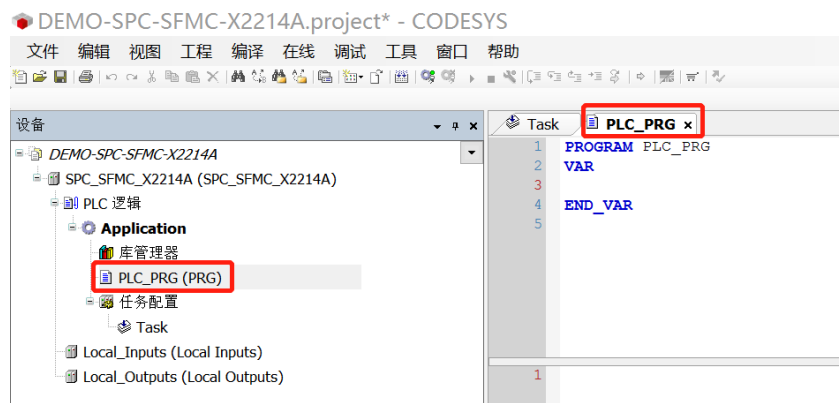 DEMO-SPC-SFMC-X2214A.project* - CODESYS
文件 编辑 视图 工程 编译 在线 调试 工具 窗口 帮助
设备
DEMO-SPC-SFMC-X2214A
SPC_SFMC_X2214A (SPC_SFMC_X2214A)
PLC 逻辑
Application
库管理器
PLC_PRG (PRG)
任务配置
Task
Local_Inputs (Local Inputs)
Local_Outputs (Local Outputs)
Task PLC_PRG
1 PROGRAM PLC_PRG
2 VAR
3
4 END_VAR
5
1